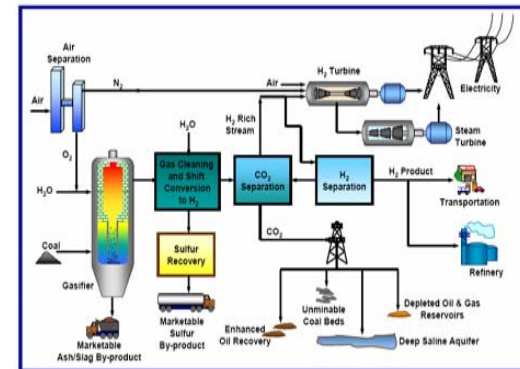 Air
Separation
N₂
Air
H₂ Turbine
Electricity
Air
O₂
H₂O
H₂ Rich
Stream
Steam
Turbine
H₂O
Gas Cleaning
and Shift
Conversion
to H₂
CO₂
Separation
H₂
Separation
H₂ Product
Transportation
Coal
Gasifier
Sulfur
Recovery
CO₂
Refinery
Marketable
Ash/Slag By-product
Marketable
Sulfur
By-product
Enhanced
Oil Recovery
Unminable
Coal Beds
Deep Saline Aquifer
Depleted Oil & Gas
Reservoirs